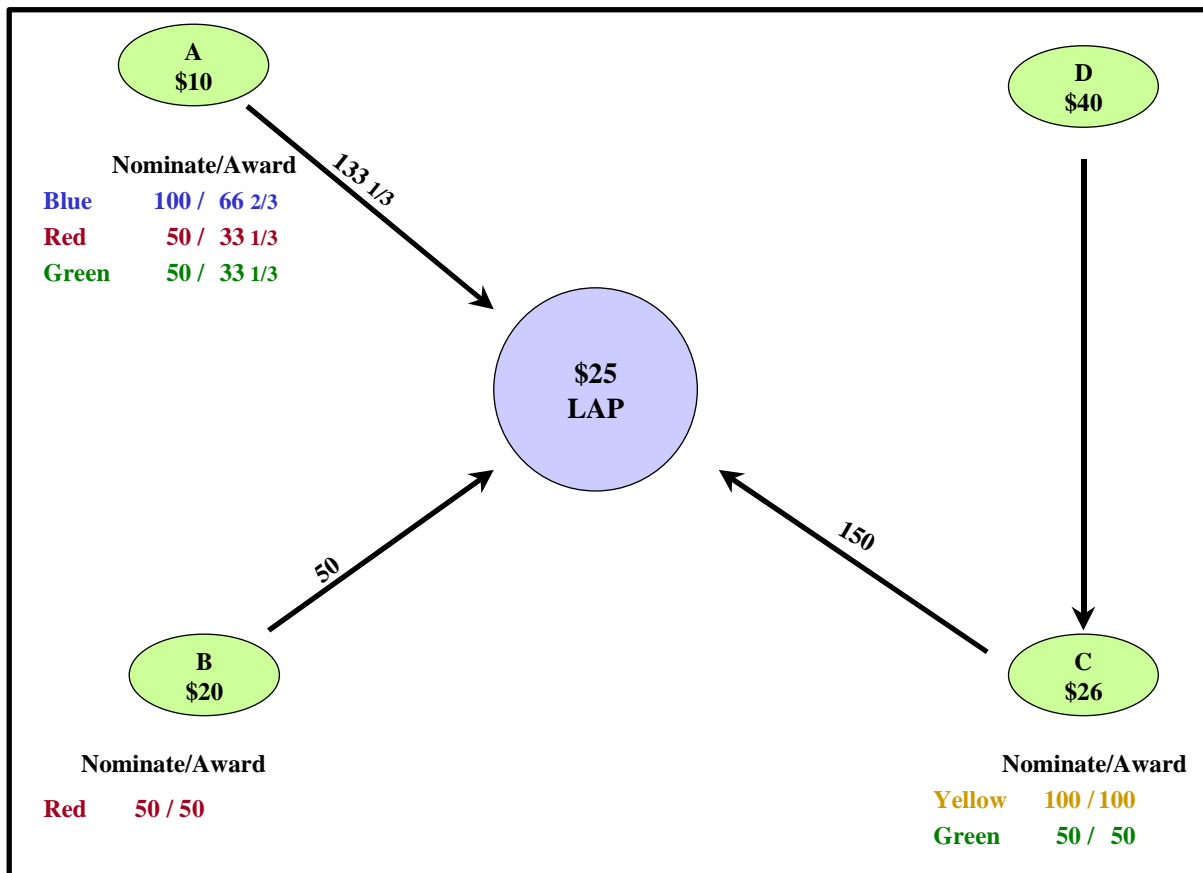 A
$10
D
$40
133 1/3
Nominate/Award
Blue 100 / 66 2/3
Red 50 / 33 1/3
Green 50 / 33 1/3
$25
LAP
50
150
B
$20
C
$26
Nominate/Award
Red 50 / 50
Nominate/Award
Yellow 100 / 100
Green 50 / 50